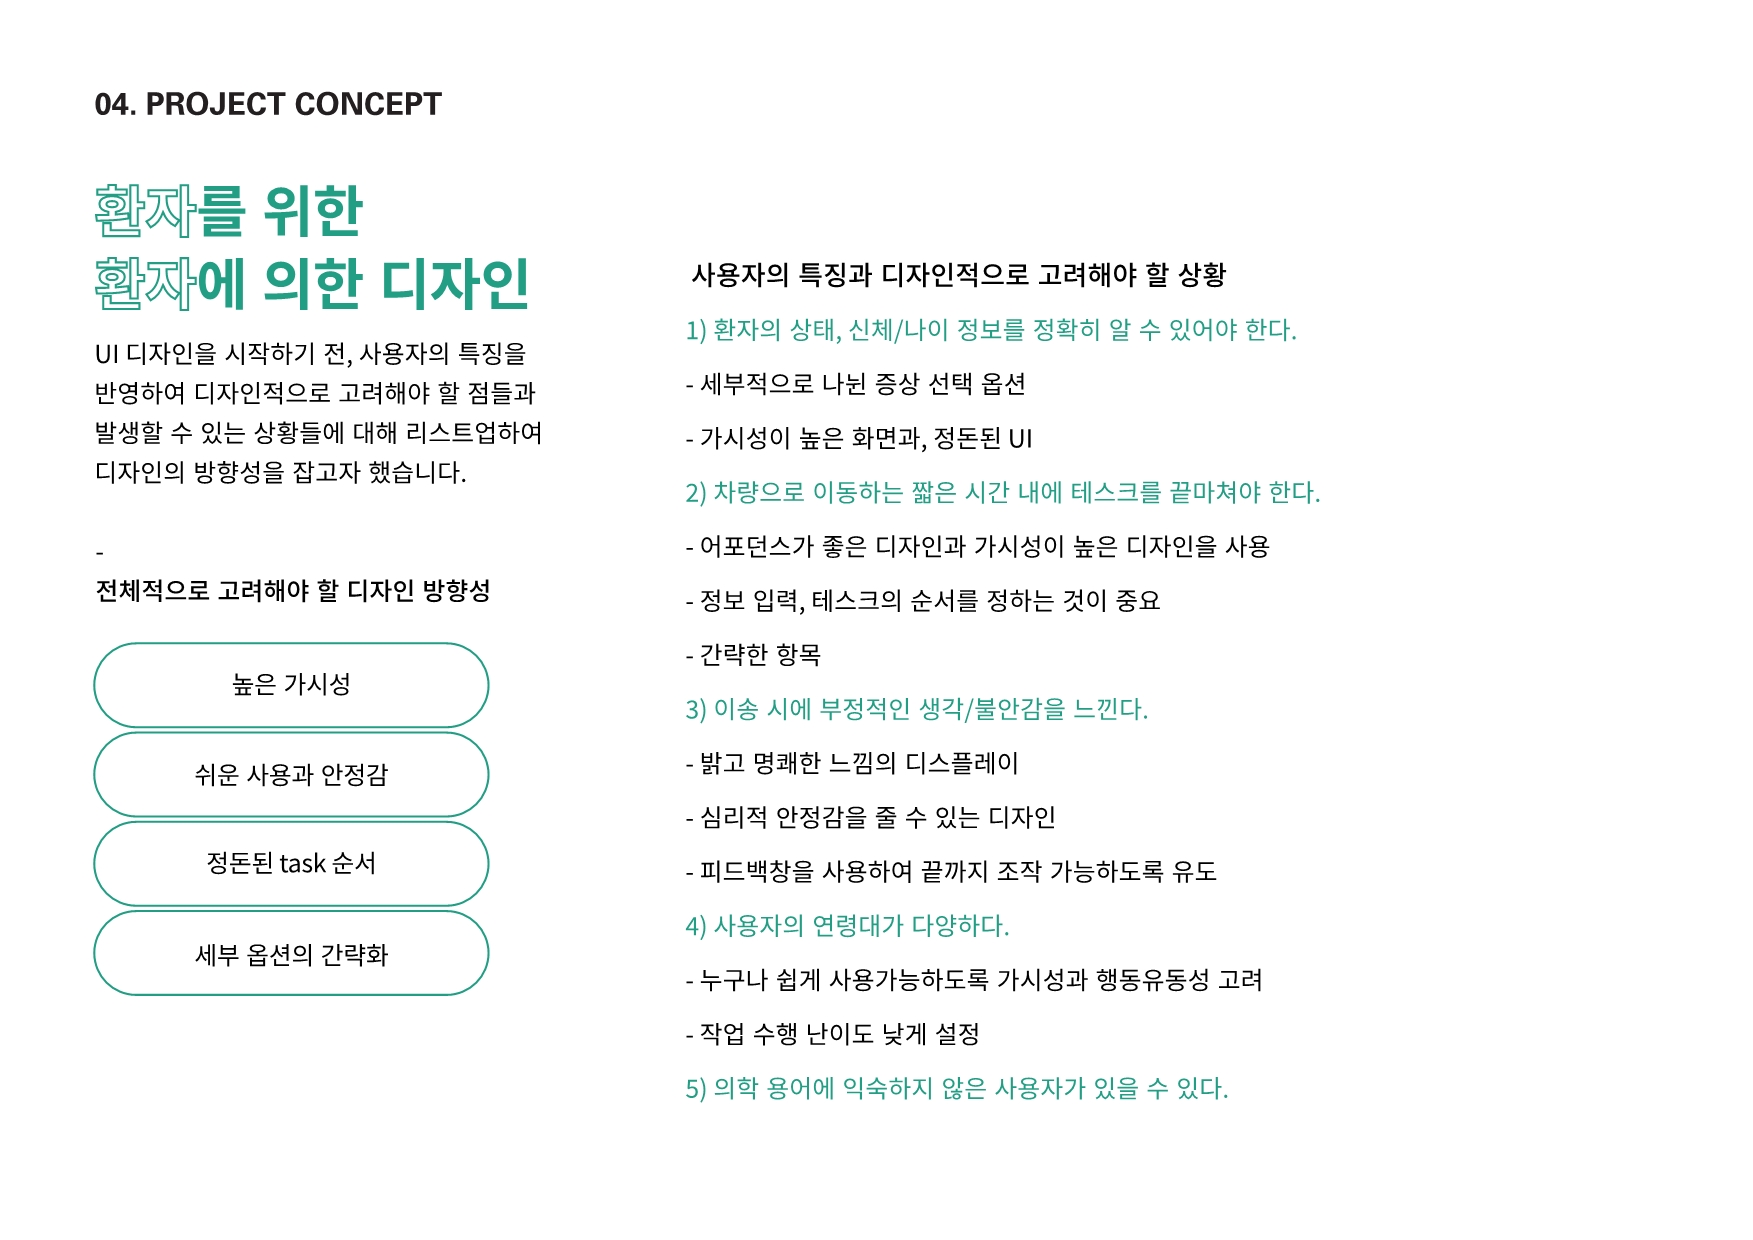 04. PROJECT CONCEPT
환자를 위한
환자에 의한 디자인
UI 디자인을 시작하기 전, 사용자의 특징을
반영하여 디자인적으로 고려해야 할 점들과
발생할 수 있는 상황들에 대해 리스트업하여
디자인의 방향성을 잡고자 했습니다.
-
전체적으로 고려해야 할 디자인 방향성
높은 가시성
쉬운 사용과 안정감
정돈된 task 순서
세부 옵션의 간략화
사용자의 특징과 디자인적으로 고려해야 할 상황
1) 환자의 상태, 신체/나이 정보를 정확히 알 수 있어야 한다.
- 세부적으로 나뉜 증상 선택 옵션
- 가시성이 높은 화면과, 정돈된 UI
2) 차량으로 이동하는 짧은 시간 내에 테스크를 끝마쳐야 한다.
- 어포던스가 좋은 디자인과 가시성이 높은 디자인을 사용
- 정보 입력, 테스크의 순서를 정하는 것이 중요
- 간략한 항목
3) 이송 시에 부정적인 생각/불안감을 느낀다.
- 밝고 명쾌한 느낌의 디스플레이
- 심리적 안정감을 줄 수 있는 디자인
- 피드백창을 사용하여 끝까지 조작 가능하도록 유도
4) 사용자의 연령대가 다양하다.
- 누구나 쉽게 사용가능하도록 가시성과 행동유동성 고려
- 작업 수행 난이도 낮게 설정
5) 의학 용어에 익숙하지 않은 사용자가 있을 수 있다.